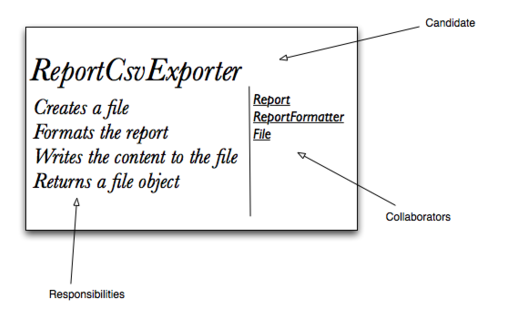 Candidate
ReportCsvExporter
Creates a file
Formats the report
Writes the content to the file
Returns a file object
Report
ReportFormatter
File
Collaborators
Responsibilities